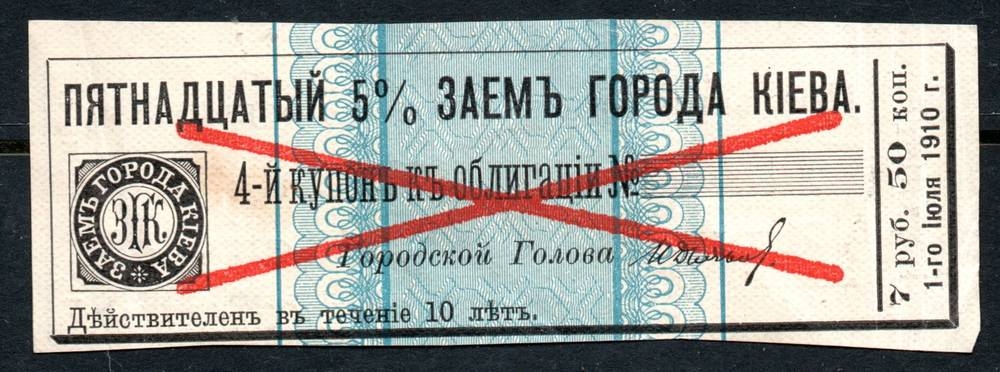 ПЯТНАДЦАТЫЙ 5% ЗАЕМЪ ГОРОДА КІЕВА.
4-й купонъ къ облигаціи №
ЗАЕМЪ ГОРОДА КІЕВА
ЗГК
Городской Голова
Дѣйствителенъ въ теченіе 10 лѣтъ.
7 руб. 50 коп.
1-го Іюля 1910 г.